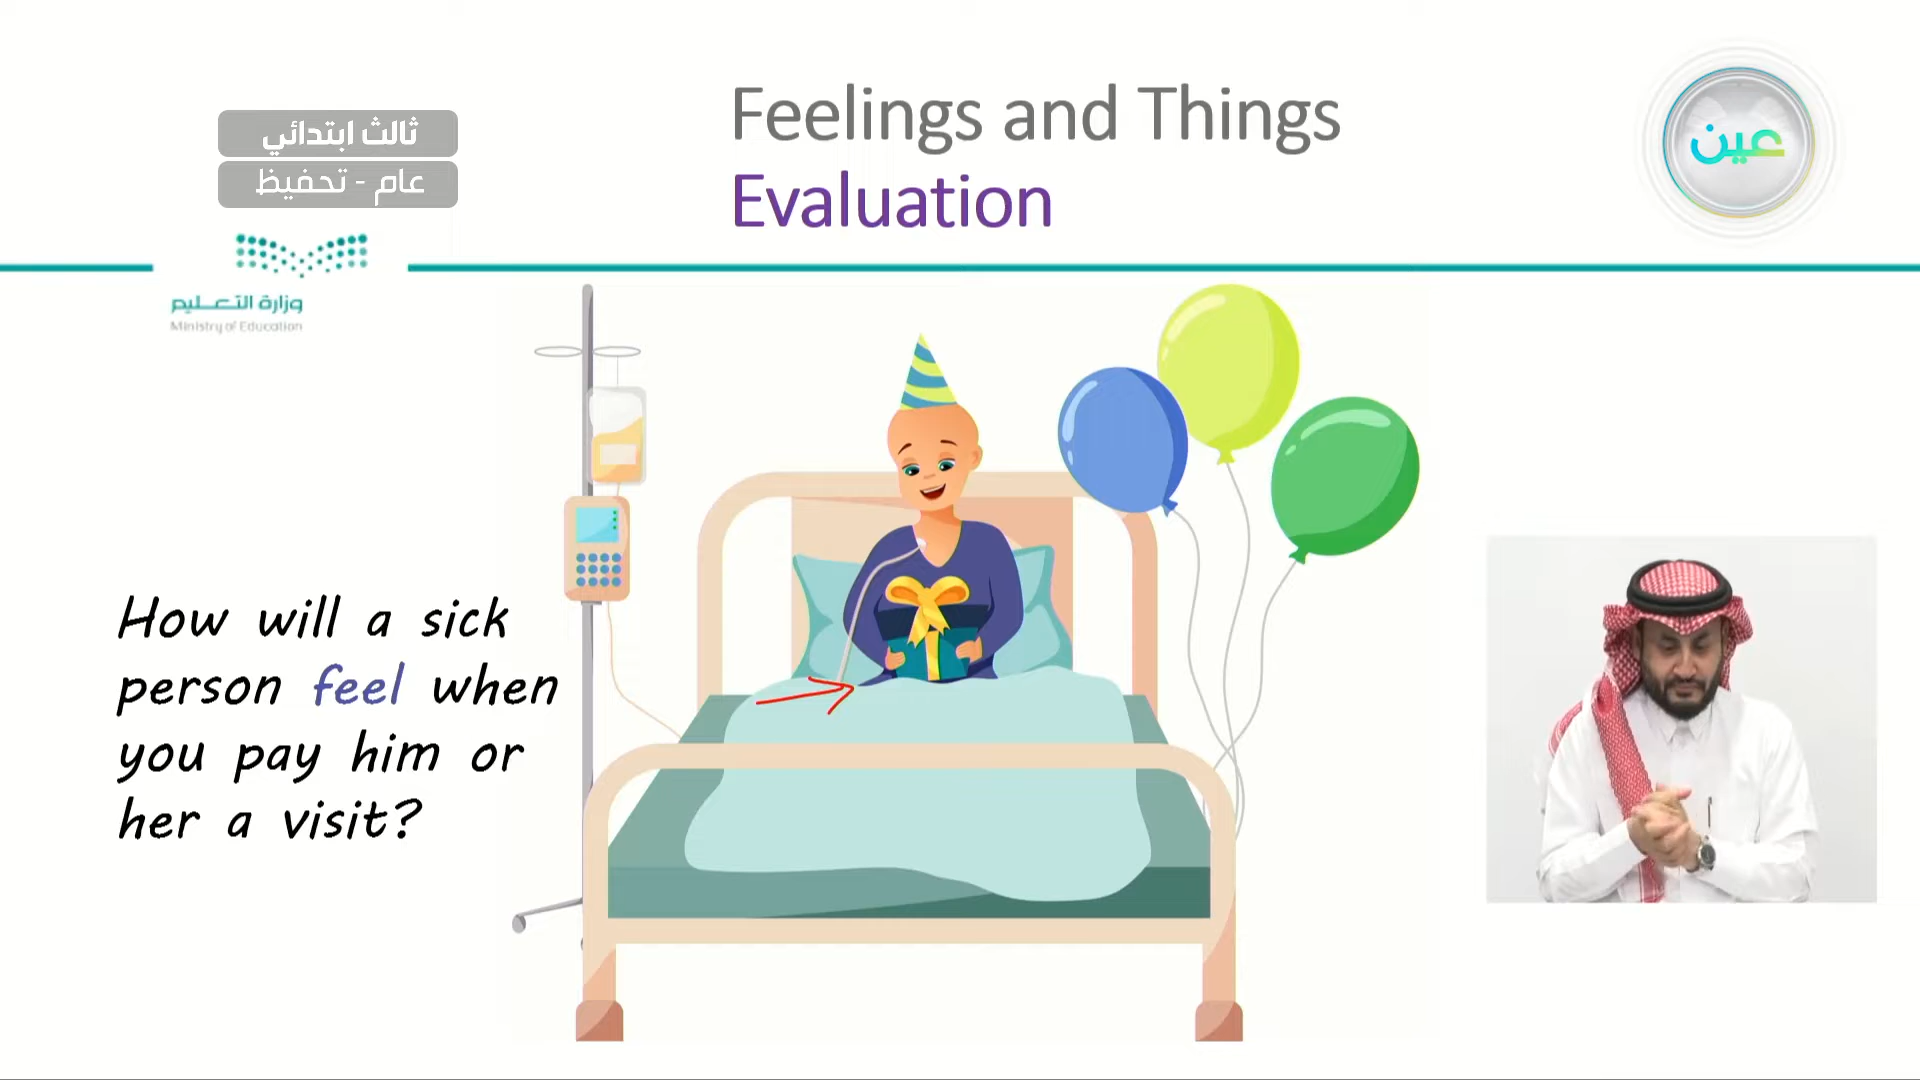 Feelings and Things
Evaluation
ثالث ابتدائي
عام - تحفيظ
عين
وزارة التعليم
Ministry of Education
How will a sick
person feel when
you pay him or
her a visit?